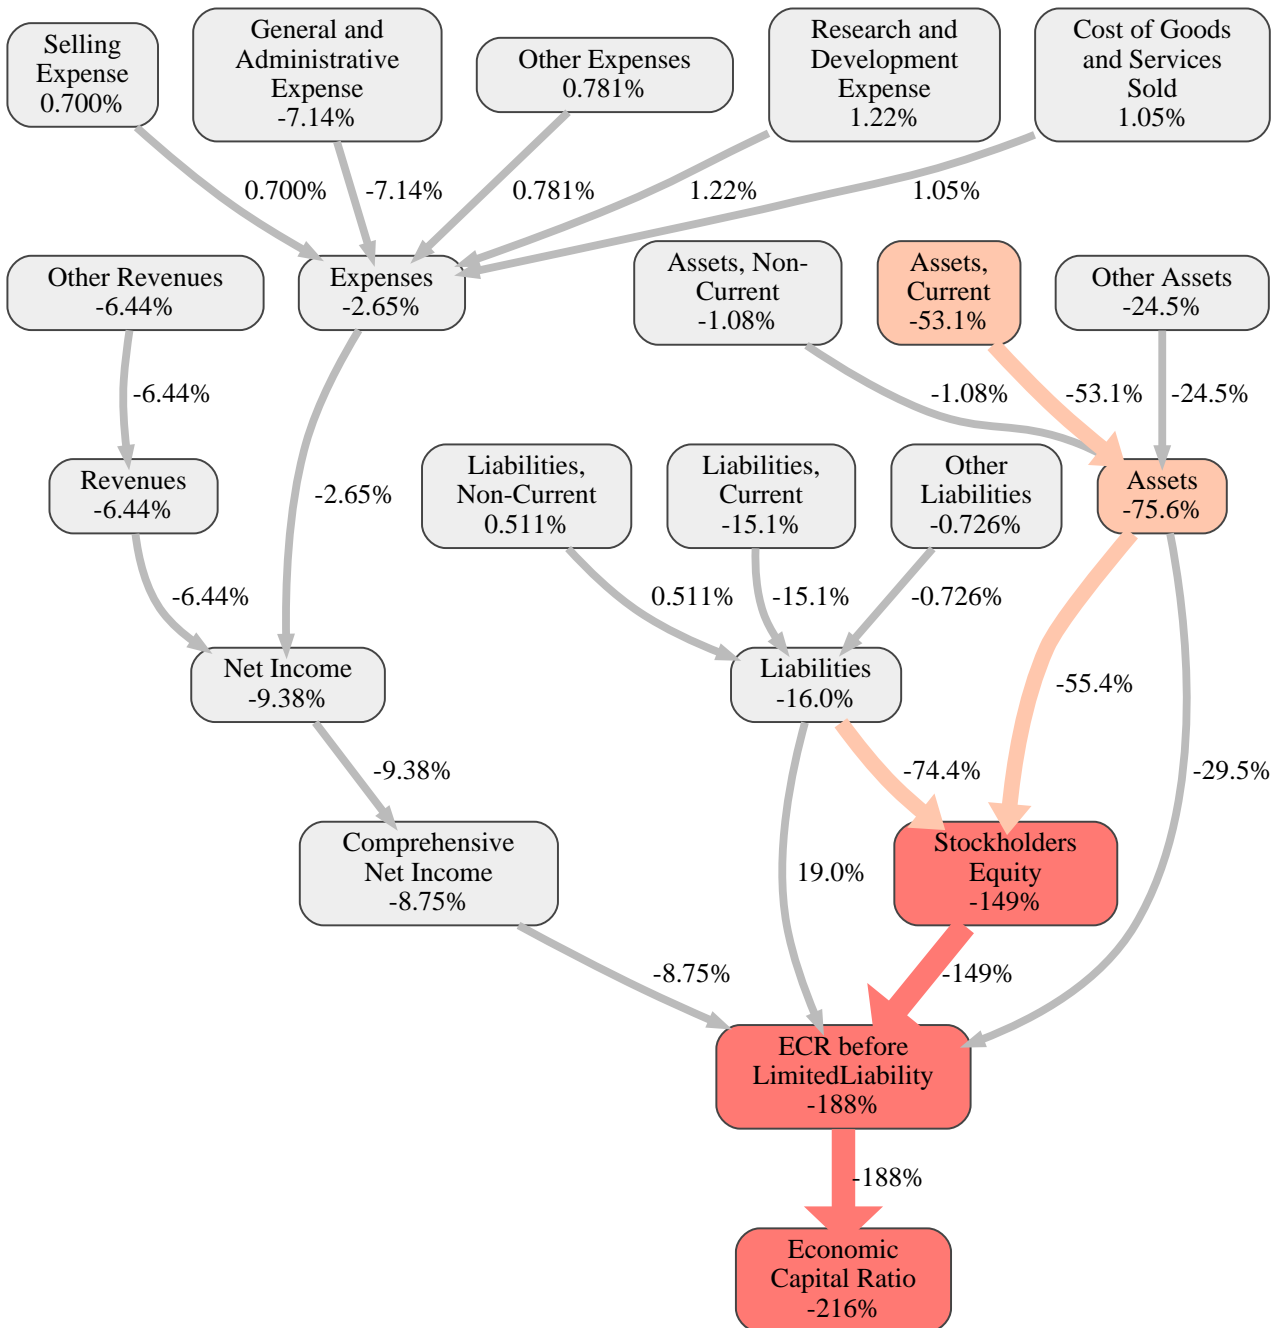 Selling
Expense
0.700%
General and
Administrative
Expense
-7.14%
Other Expenses
0.781%
Research and
Development
Expense
1.22%
Cost of Goods
and Services
Sold
1.05%
0.700%
-7.14%
0.781%
1.22%
1.05%
Other Revenues
-6.44%
Expenses
-2.65%
Assets, Non-
Current
-1.08%
Assets,
Current
-53.1%
Other Assets
-24.5%
-6.44%
-1.08%
-53.1%
-24.5%
Revenues
-6.44%
-2.65%
Liabilities,
Non-Current
0.511%
Liabilities,
Current
-15.1%
Other
Liabilities
-0.726%
Assets
-75.6%
-6.44%
0.511%
-15.1%
-0.726%
Net Income
-9.38%
Liabilities
-16.0%
-55.4%
-9.38%
-74.4%
-29.5%
Comprehensive
Net Income
-8.75%
19.0%
Stockholders
Equity
-149%
-8.75%
-149%
ECR before
LimitedLiability
-188%
-188%
Economic
Capital Ratio
-216%